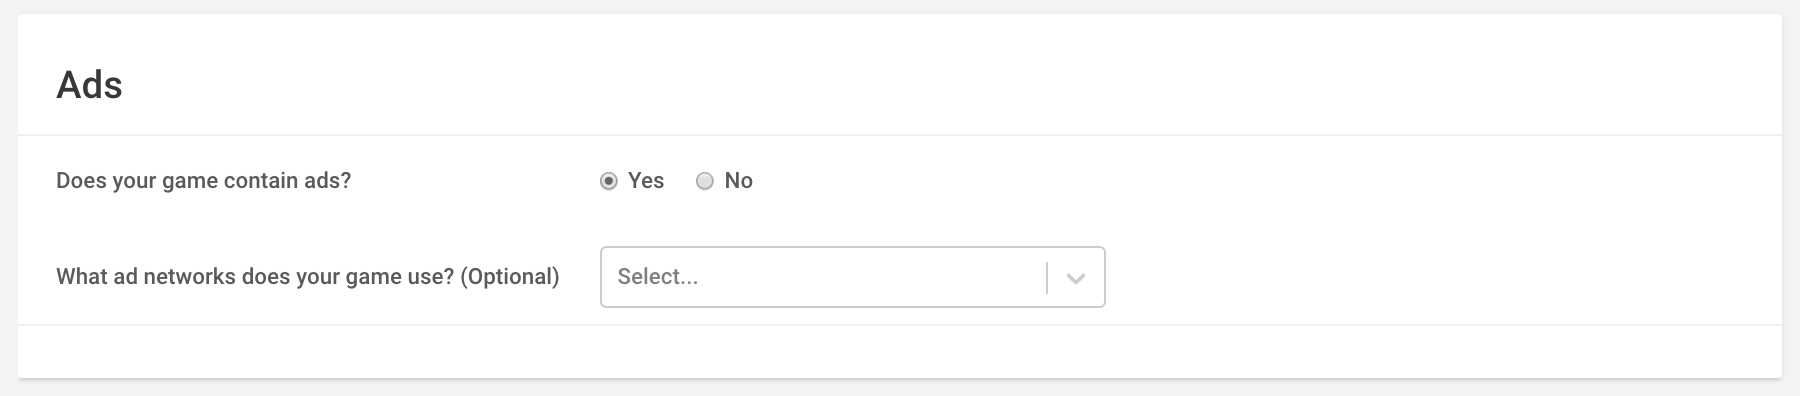 Ads
Does your game contain ads? Yes No
What ad networks does your game use? (Optional) Select...